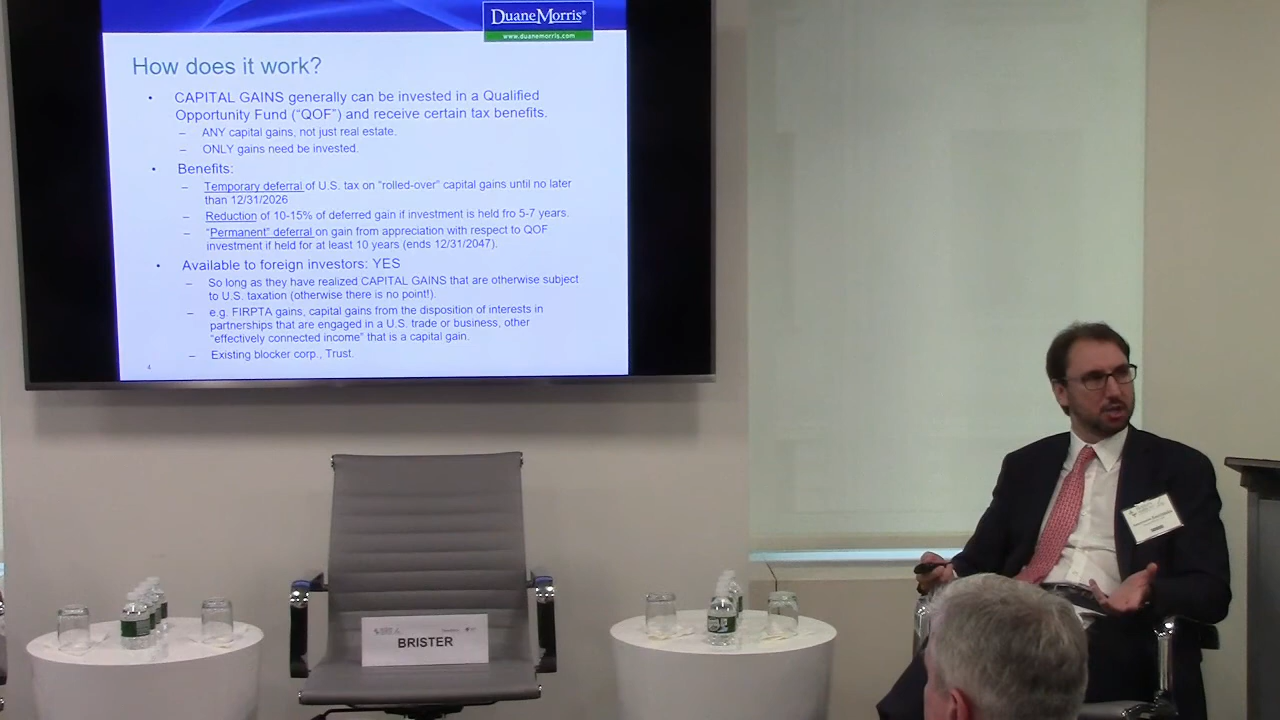 DuaneMorris®
www.duanemorris.com
How does it work?
• CAPITAL GAINS generally can be invested in a Qualified
Opportunity Fund (“QOF”) and receive certain tax benefits.
– ANY capital gains, not just real estate.
– ONLY gains need be invested.
• Benefits:
– Temporary deferral of U.S. tax on “rolled-over” capital gains until no later
than 12/31/2026
– Reduction of 10-15% of deferred gain if investment is held fro 5-7 years.
– “Permanent” deferral on gain from appreciation with respect to QOF
investment if held for at least 10 years (ends 12/31/2047).
• Available to foreign investors: YES
– So long as they have realized CAPITAL GAINS that are otherwise subject
to U.S. taxation (otherwise there is no point!).
– e.g. FIRPTA gains, capital gains from the disposition of interests in
partnerships that are engaged in a U.S. trade or business, other
“effectively connected income” that is a capital gain.
– Existing blocker corp., Trust.
4
BRISTER